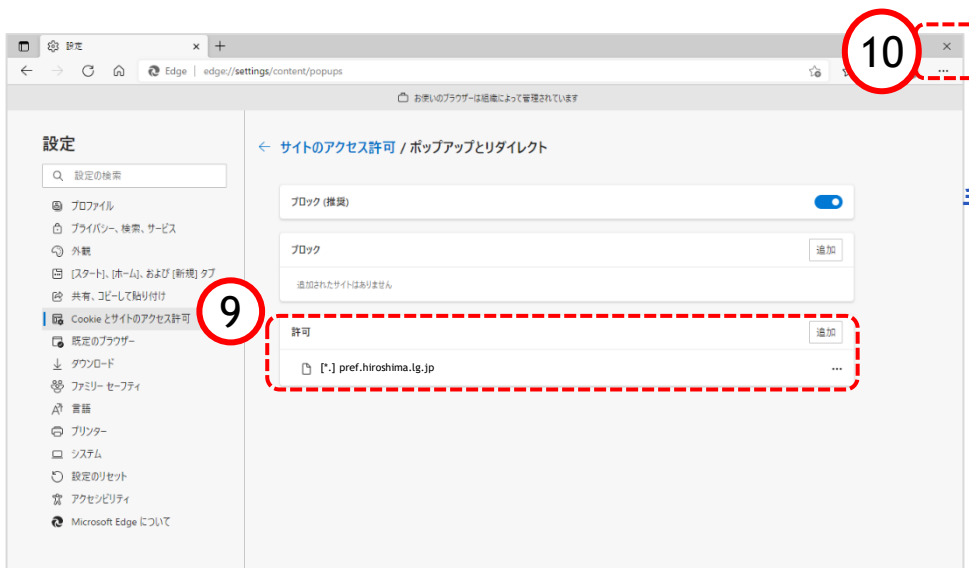 10
設定
Edge | edge://settings/content/popups
お使いのブラウザーは組織によって管理されています
設定
設定の検索
プロファイル
プライバシー、検索、サービス
外観
[スタート]、[ホーム]、および [新規] タブ
共有、コピーして貼り付け
Cookie とサイトのアクセス許可
既定のブラウザー
ダウンロード
ファミリー セーフティ
言語
プリンター
システム
設定のリセット
アクセシビリティ
Microsoft Edge について
サイトのアクセス許可 / ポップアップとリダイレクト
ブロック (推奨)
ブロック
追加
追加されたサイトはありません
9
許可
追加
[*.] pref.hiroshima.lg.jp